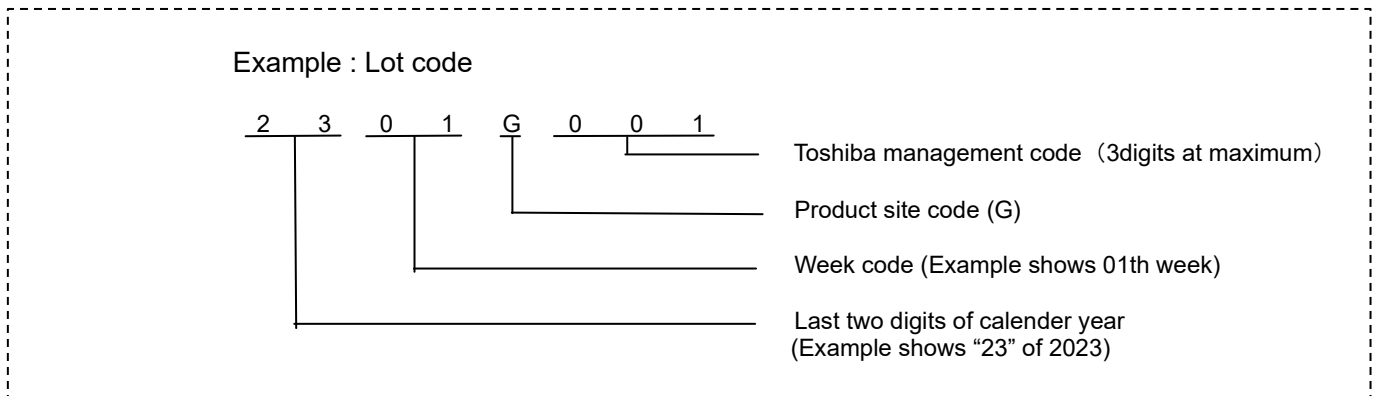 Example : Lot code
2 3 0 1 G 0 0 1
Toshiba management code（3digits at maximum）
Product site code (G)
Week code (Example shows 01th week)
Last two digits of calender year
(Example shows “23” of 2023)